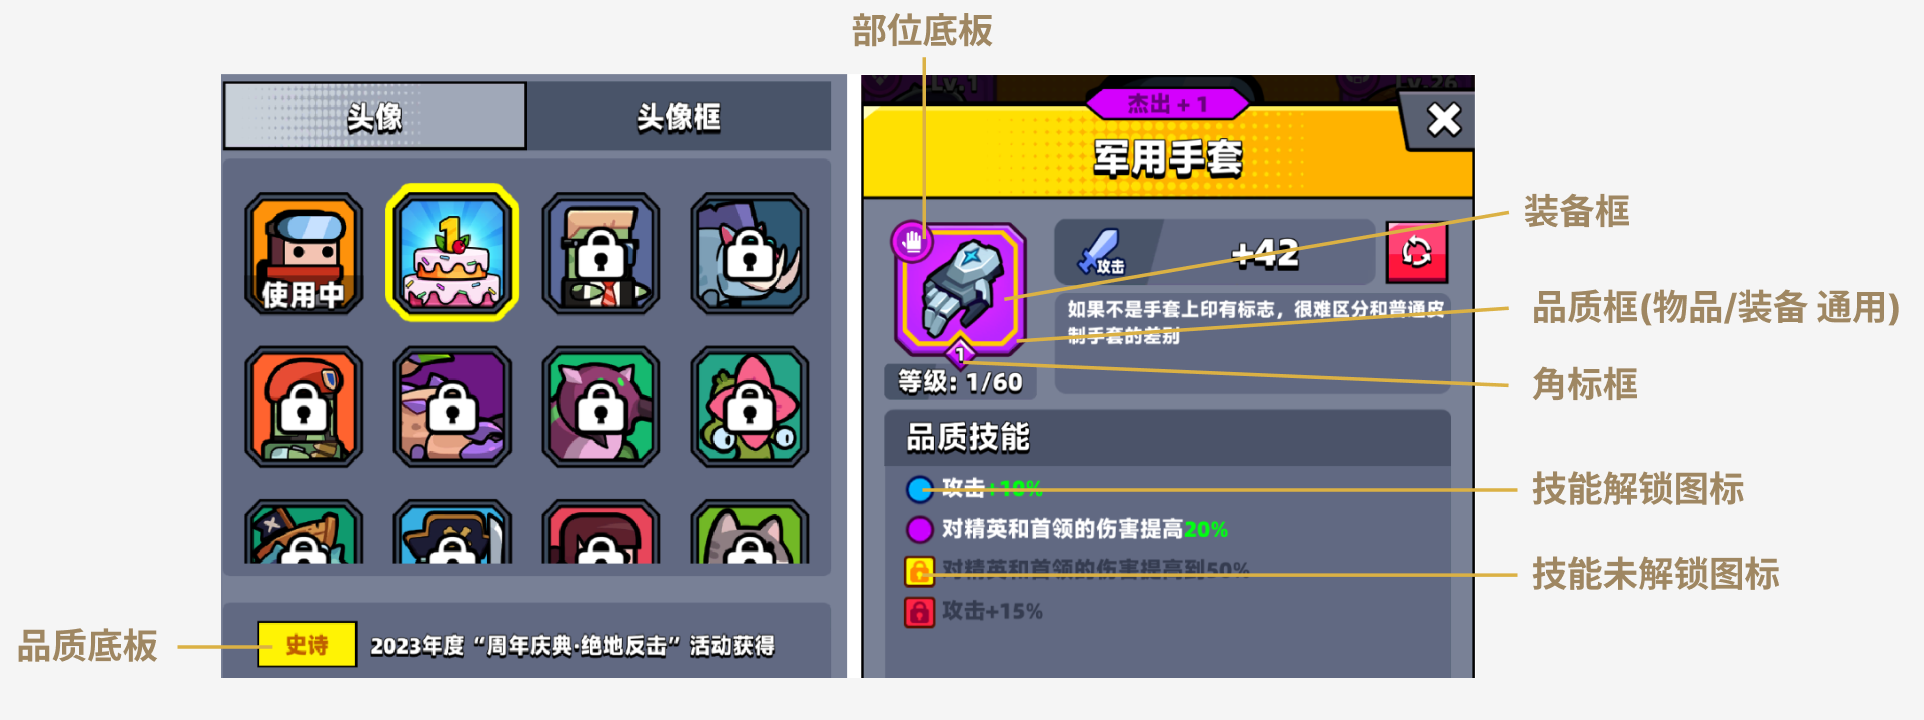 部位底板
头像
头像框
使用中
史诗
2023年度“周年庆典·绝地反击”活动获得
品质底板
Lv.1
Lv.26
杰出+1
军用手套
攻击
+42
如果不是手套上印有标志，很难区分和普通皮
制手套的差别
1
等级: 1/60
品质技能
攻击+10%
对精英和首领的伤害提高20%
对精英和首领的伤害提高到50%
攻击+15%
装备框
品质框(物品/装备 通用)
角标框
技能解锁图标
技能未解锁图标